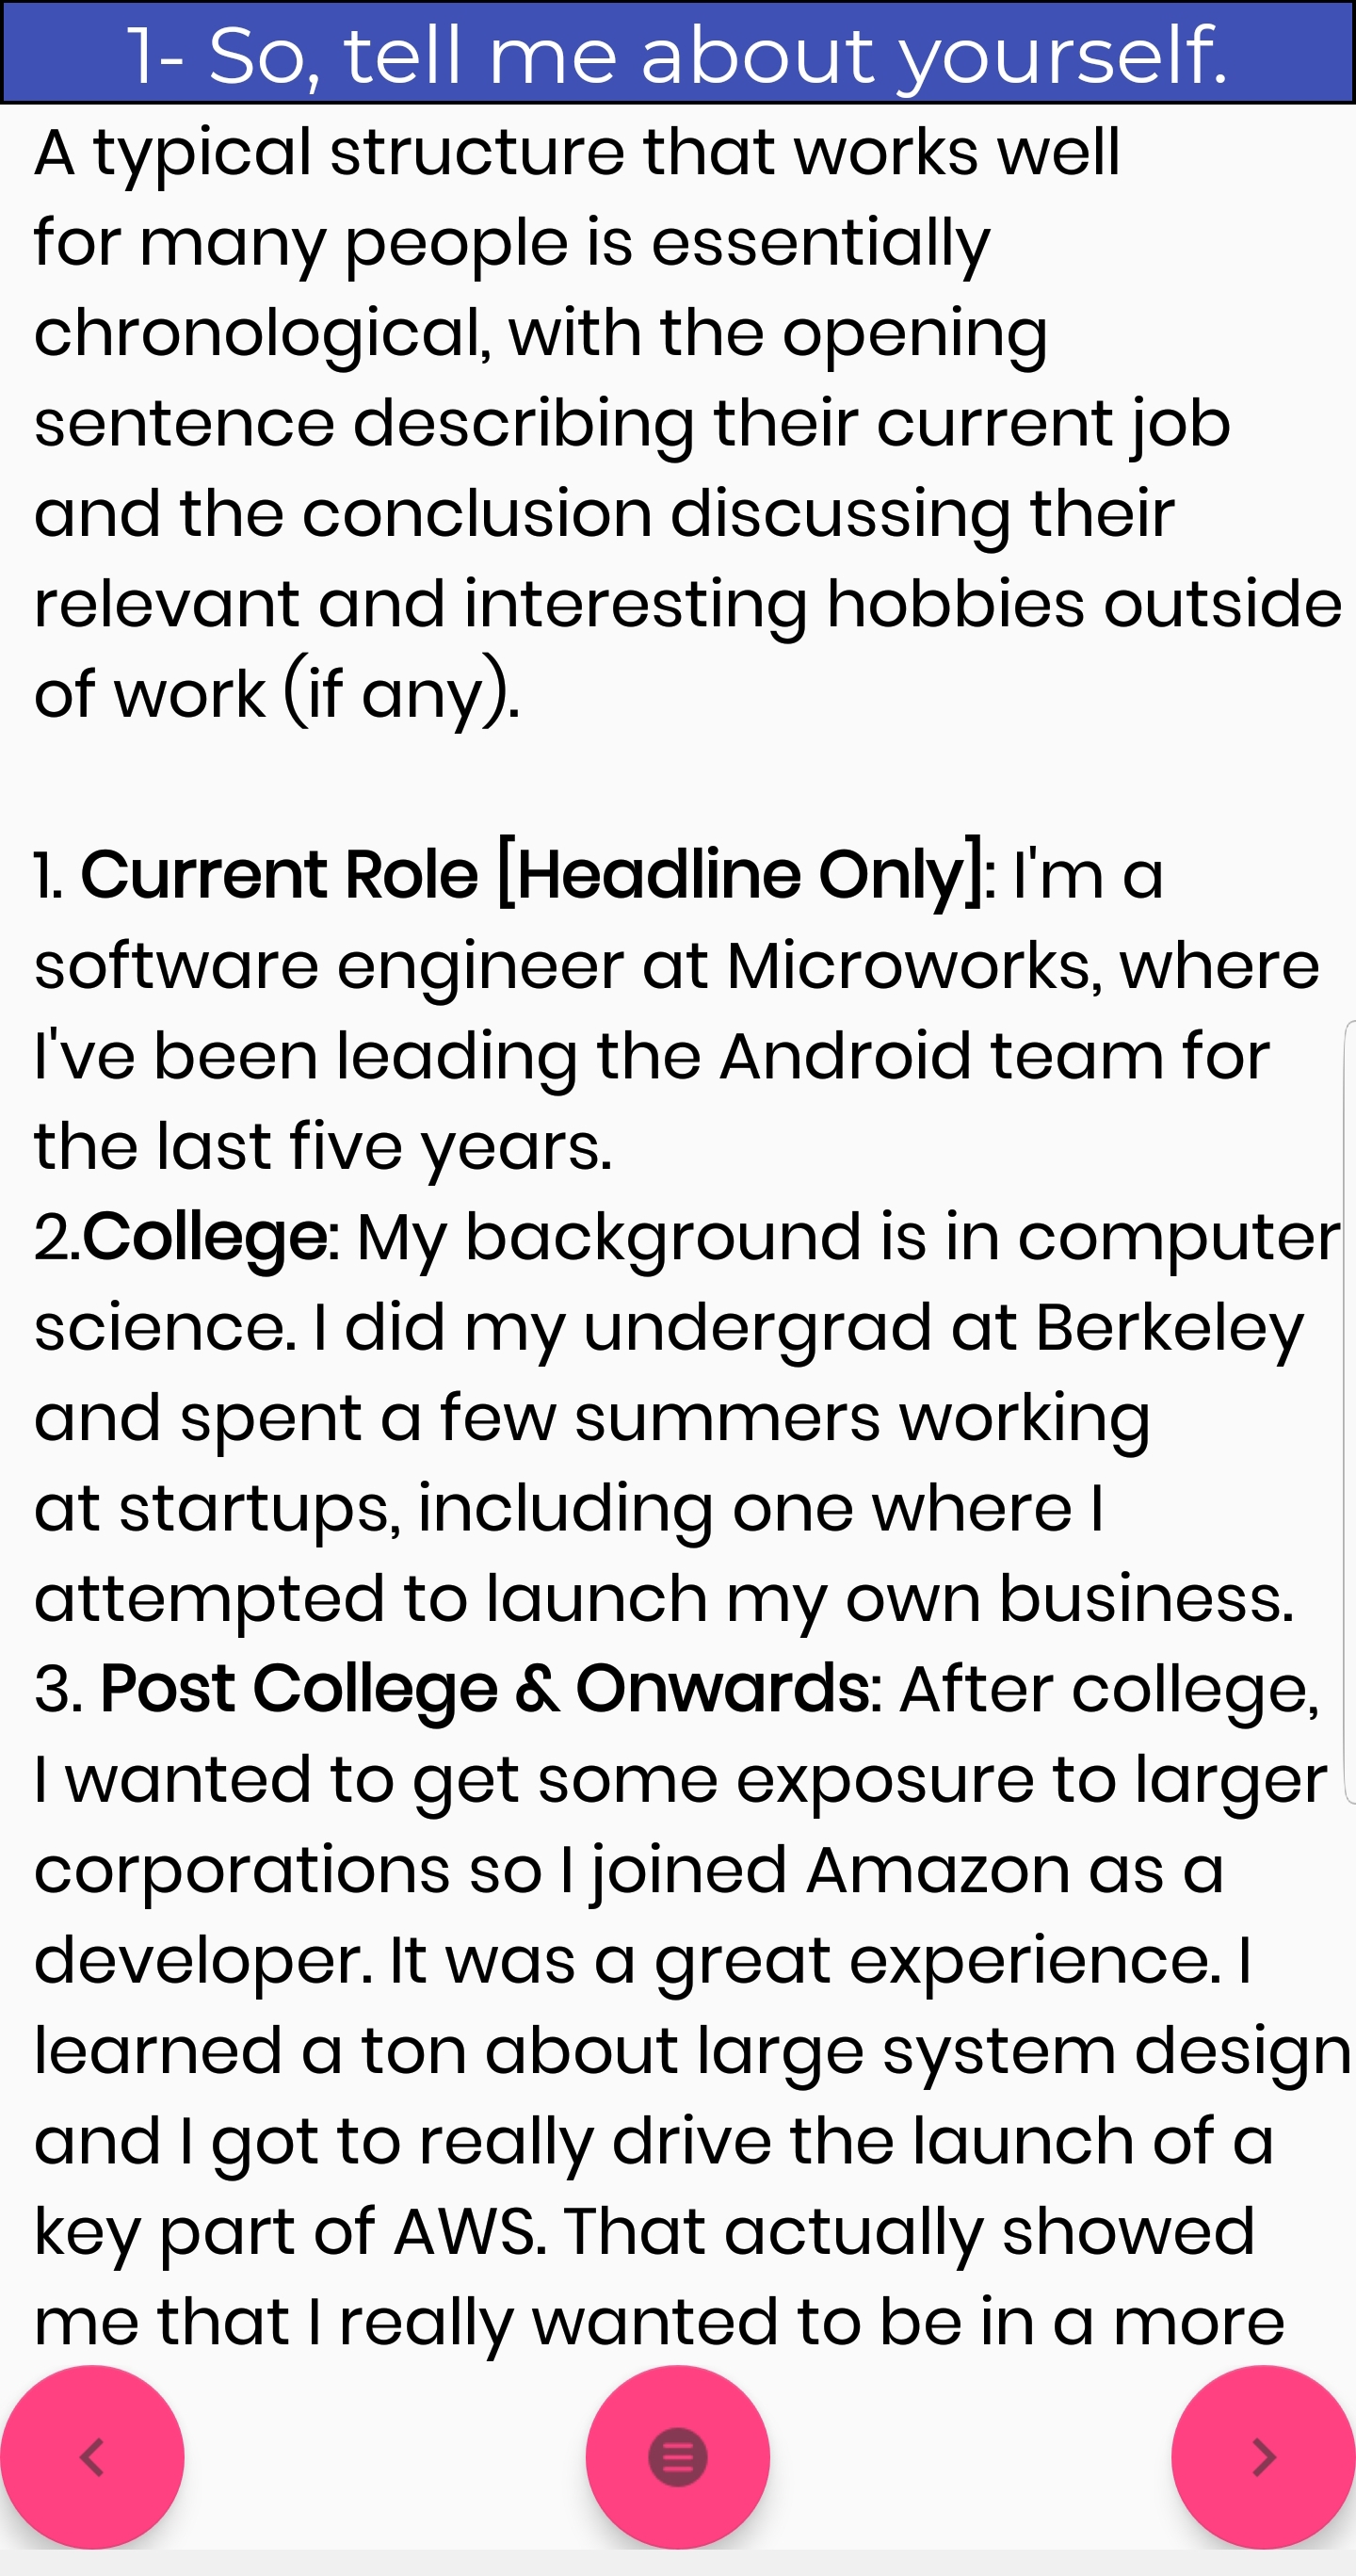 1- So, tell me about yourself.
A typical structure that works well
for many people is essentially
chronological, with the opening
sentence describing their current job
and the conclusion discussing their
relevant and interesting hobbies outside
of work (if any).
1. Current Role [Headline Only]: I'm a
software engineer at Microworks, where
I've been leading the Android team for
the last five years.
2.College: My background is in computer
science. I did my undergrad at Berkeley
and spent a few summers working
at startups, including one where I
attempted to launch my own business.
3. Post College & Onwards: After college,
I wanted to get some exposure to larger
corporations so I joined Amazon as a
developer. It was a great experience. I
learned a ton about large system design
and I got to really drive the launch of a
key part of AWS. That actually showed
me that I really wanted to be in a more